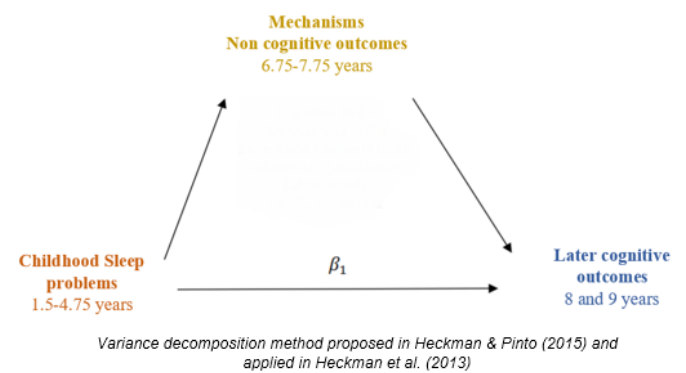 Mechanisms
Non cognitive outcomes
6.75-7.75 years
Childhood Sleep
problems
1.5-4.75 years
β₁
Later cognitive
outcomes
8 and 9 years
Variance decomposition method proposed in Heckman & Pinto (2015) and
applied in Heckman et al. (2013)